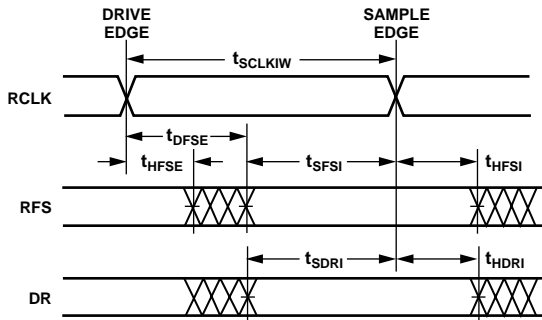 DRIVE EDGE
SAMPLE EDGE
tSCLKIW
RCLK
tDFSE
tHFSE
tSFSI
tHFSI
RFS
tSDRI
tHDRI
DR